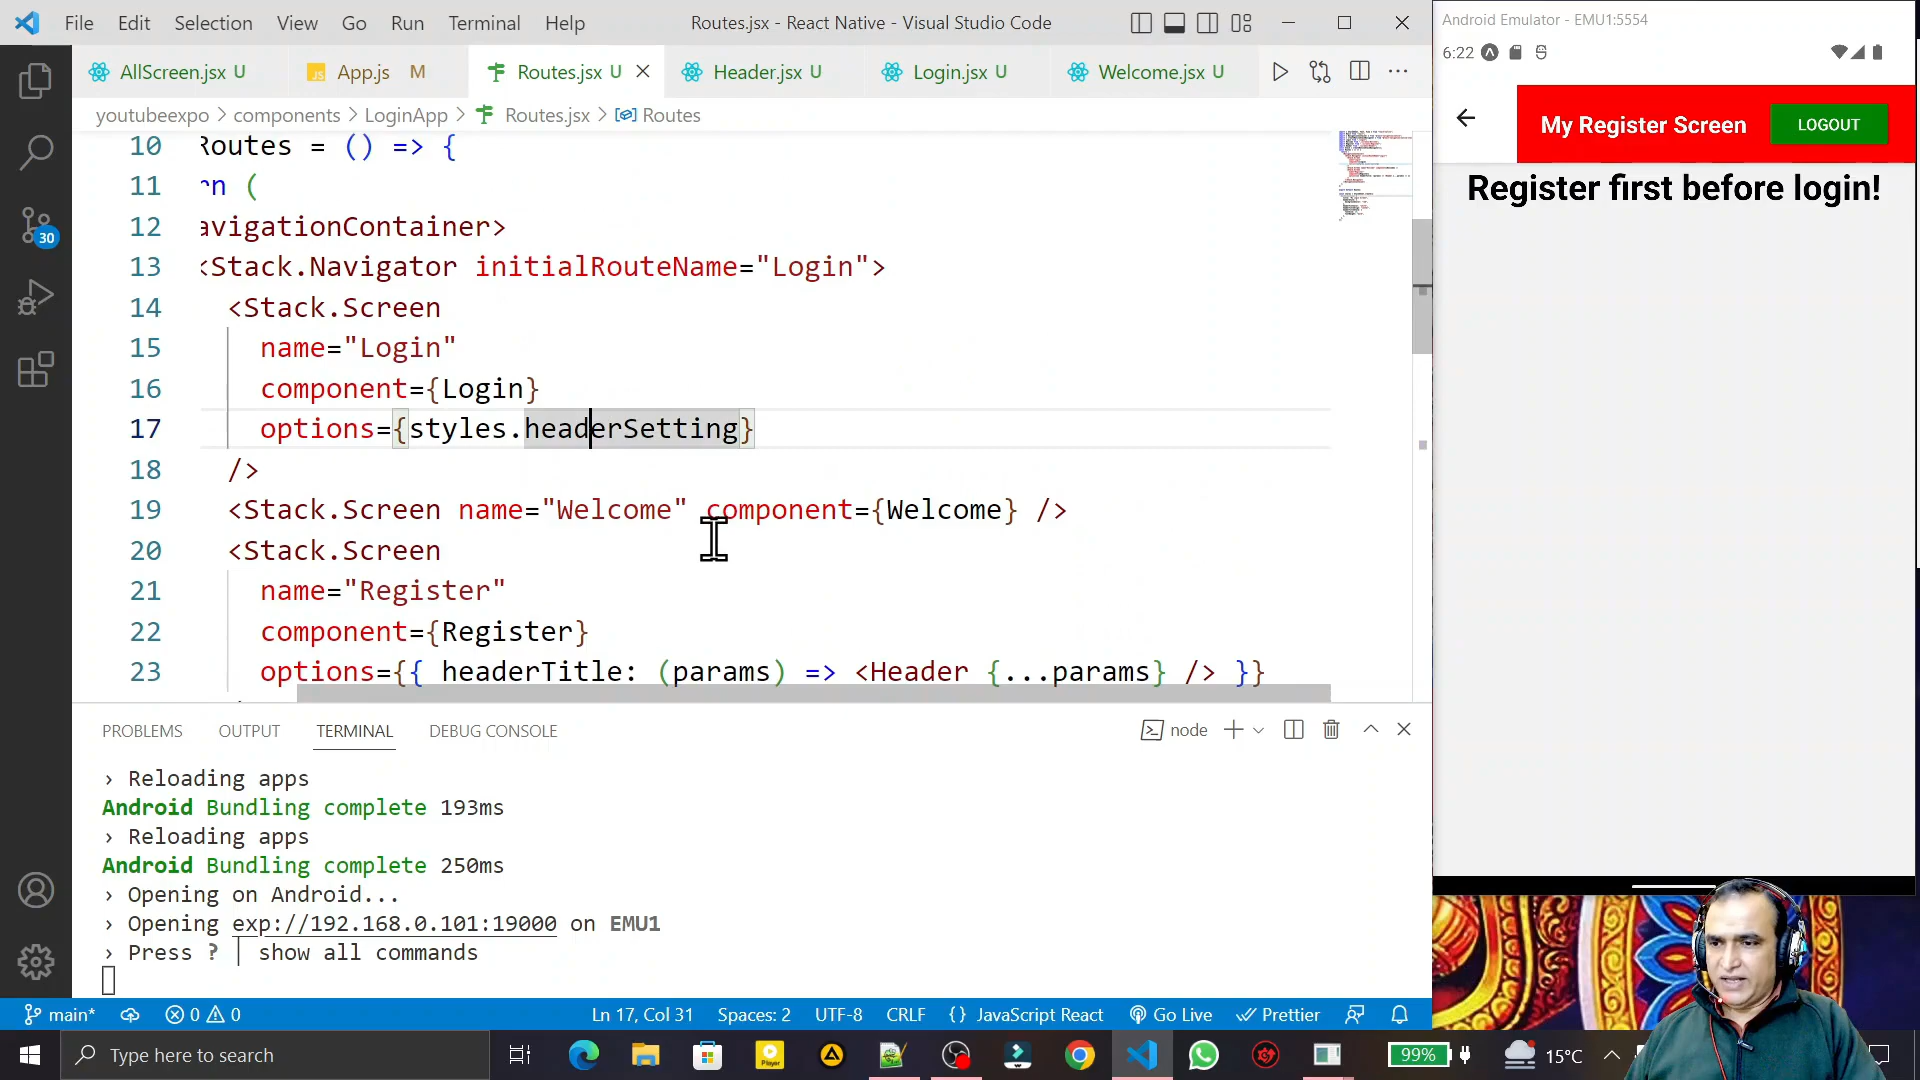 File Edit Selection View Go Run Terminal Help
Routes.jsx - React Native - Visual Studio Code
AllScreen.jsx U
JS App.js M
Routes.jsx U
Header.jsx U
Login.jsx U
Welcome.jsx U
youtubeexpo > components > LoginApp > Routes.jsx > Routes
10 Routes = () => {
11 rn (
12 avigationContainer>
13 <Stack.Navigator initialRouteName="Login">
14 <Stack.Screen
15 name="Login"
16 component={Login}
17 options={styles.headerSetting}
18 />
19 <Stack.Screen name="Welcome" component={Welcome} />
20 <Stack.Screen
21 name="Register"
22 component={Register}
23 options={{ headerTitle: (params) => <Header {...params} /> }}
30
PROBLEMS OUTPUT TERMINAL DEBUG CONSOLE
node
› Reloading apps
Android Bundling complete 193ms
› Reloading apps
Android Bundling complete 250ms
› Opening on Android...
› Opening exp://192.168.0.101:19000 on EMU1
› Press ? │ show all commands
main* 0 0 Ln 17, Col 31 Spaces: 2 UTF-8 CRLF {} JavaScript React Go Live Prettier
Type here to search
Player
99% 15°C
Android Emulator - EMU1:5554
6:22
My Register Screen LOGOUT
Register first before login!